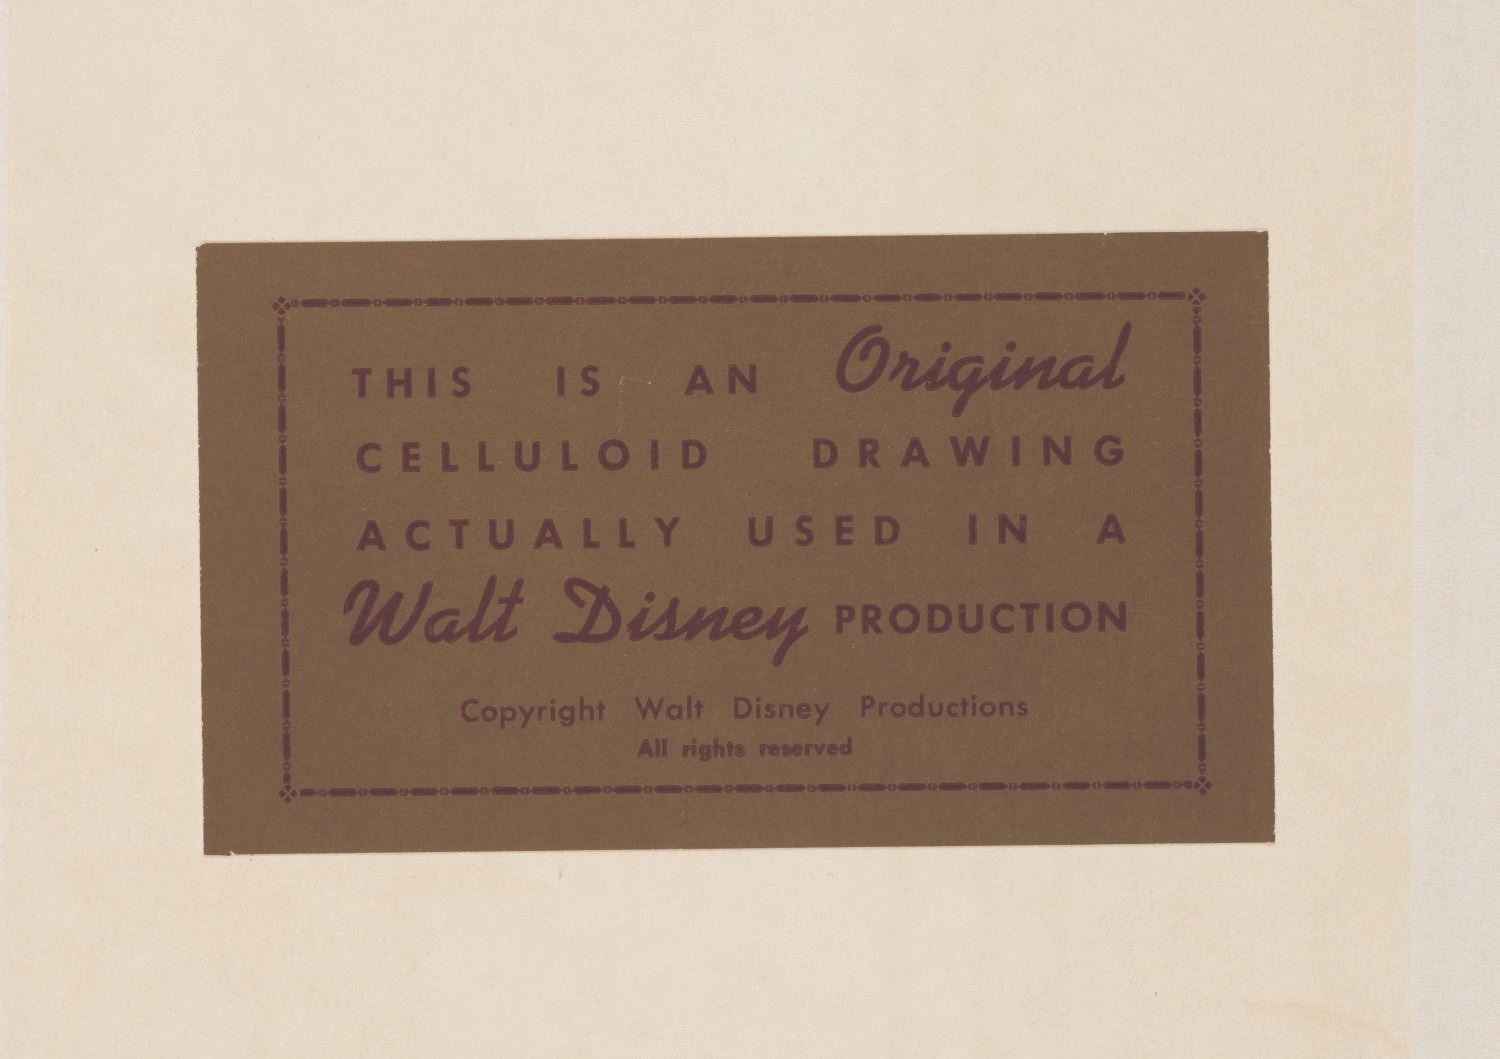 THIS IS AN Original
CELLULOID DRAWING
ACTUALLY USED IN A
Walt Disney PRODUCTION
Copyright Walt Disney Productions
All rights reserved